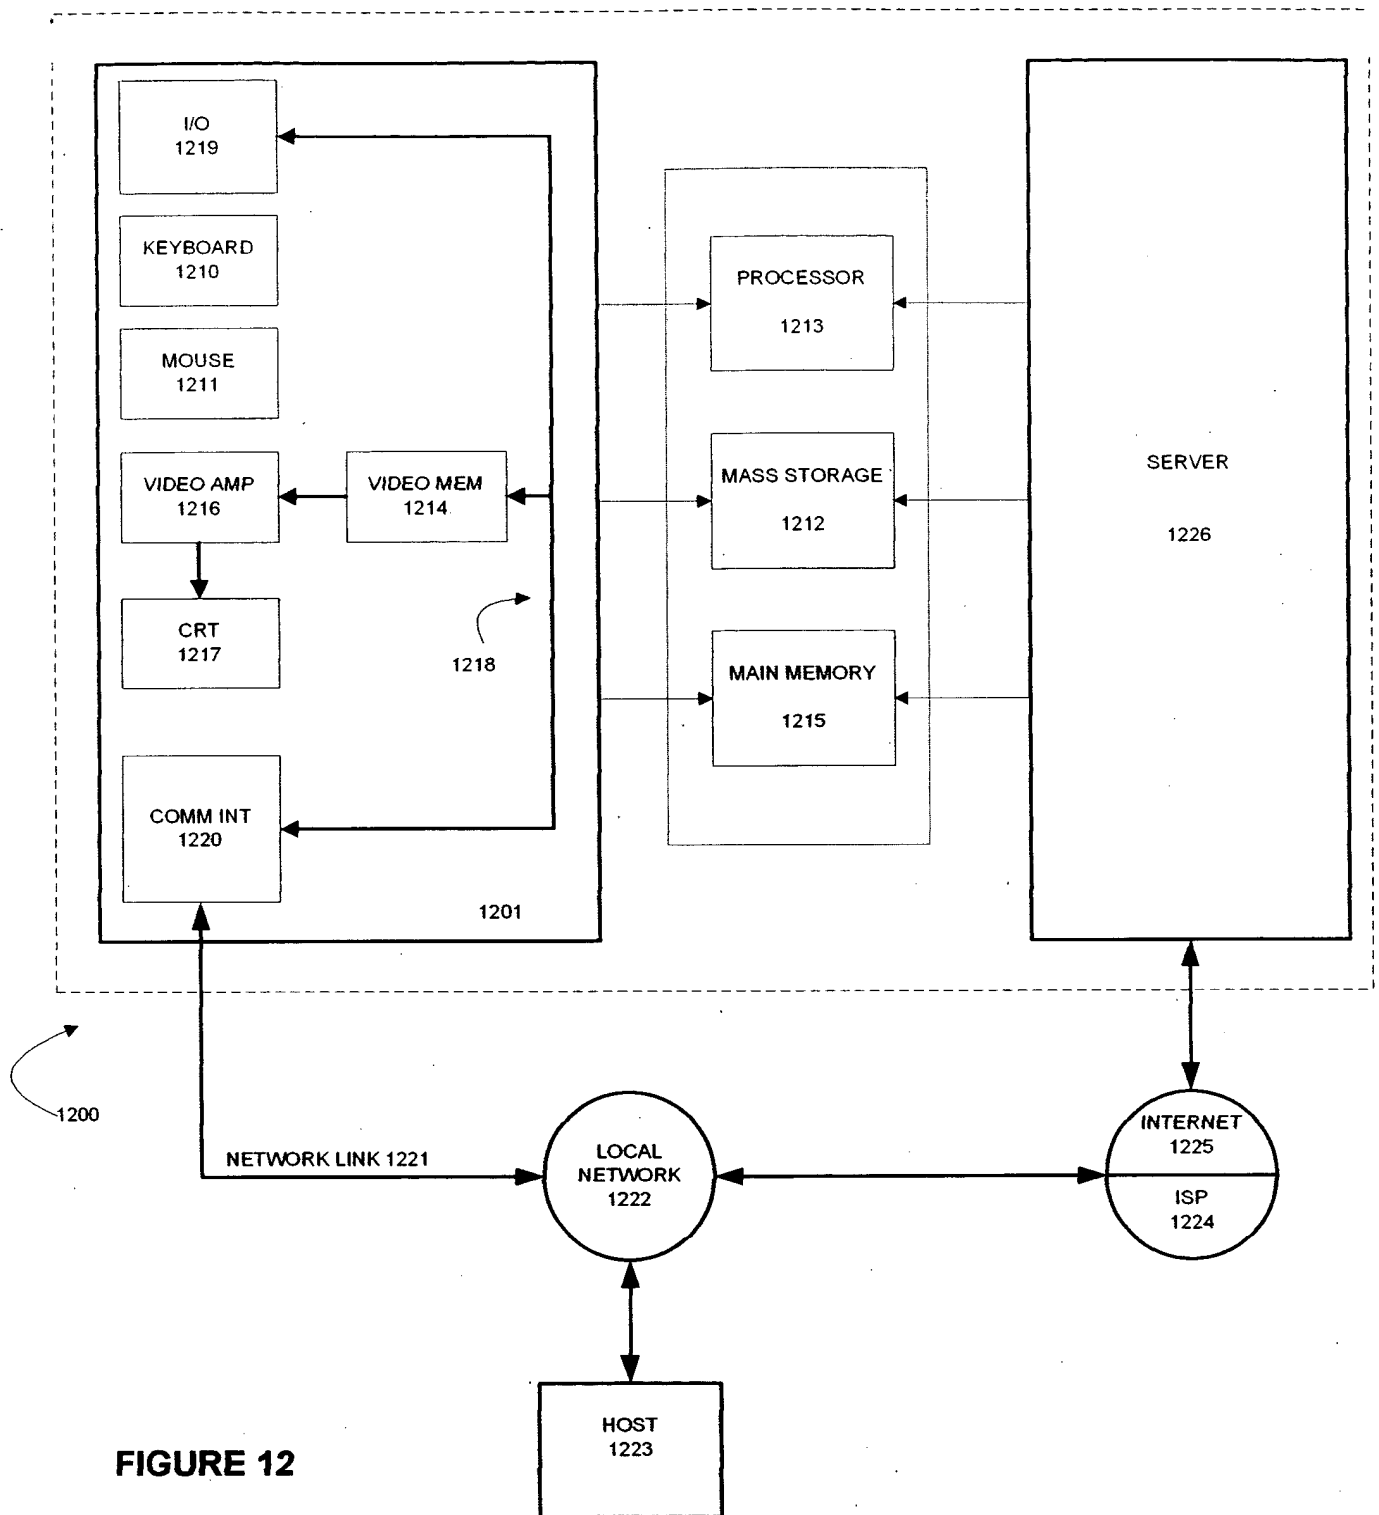 I/O
1219
KEYBOARD
1210
MOUSE
1211
VIDEO AMP
1216
VIDEO MEM
1214
CRT
1217
1218
COMM INT
1220
1201
PROCESSOR
1213
MASS STORAGE
1212
MAIN MEMORY
1215
SERVER
1226
1200
NETWORK LINK 1221
LOCAL
NETWORK
1222
INTERNET
1225
ISP
1224
HOST
1223
FIGURE 12